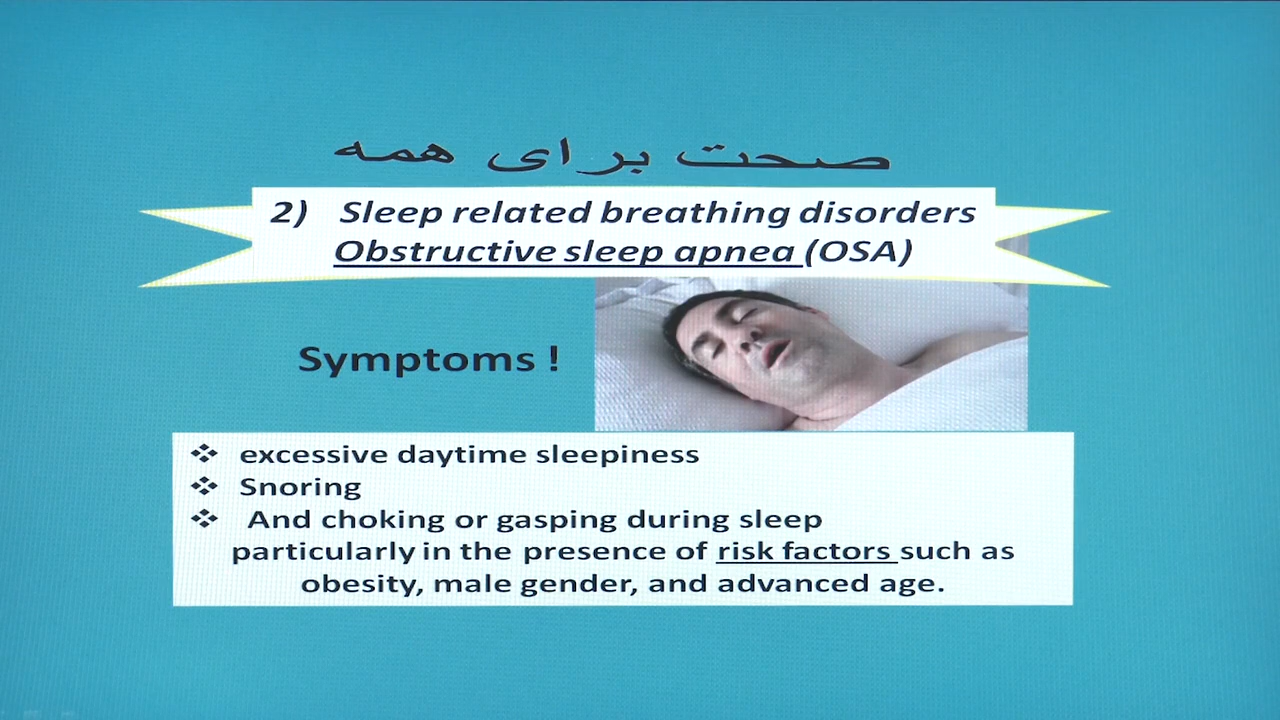 صحت برای همه
2) Sleep related breathing disorders
Obstructive sleep apnea (OSA)
Symptoms !
❖ excessive daytime sleepiness
❖ Snoring
❖ And choking or gasping during sleep
particularly in the presence of risk factors such as
obesity, male gender, and advanced age.